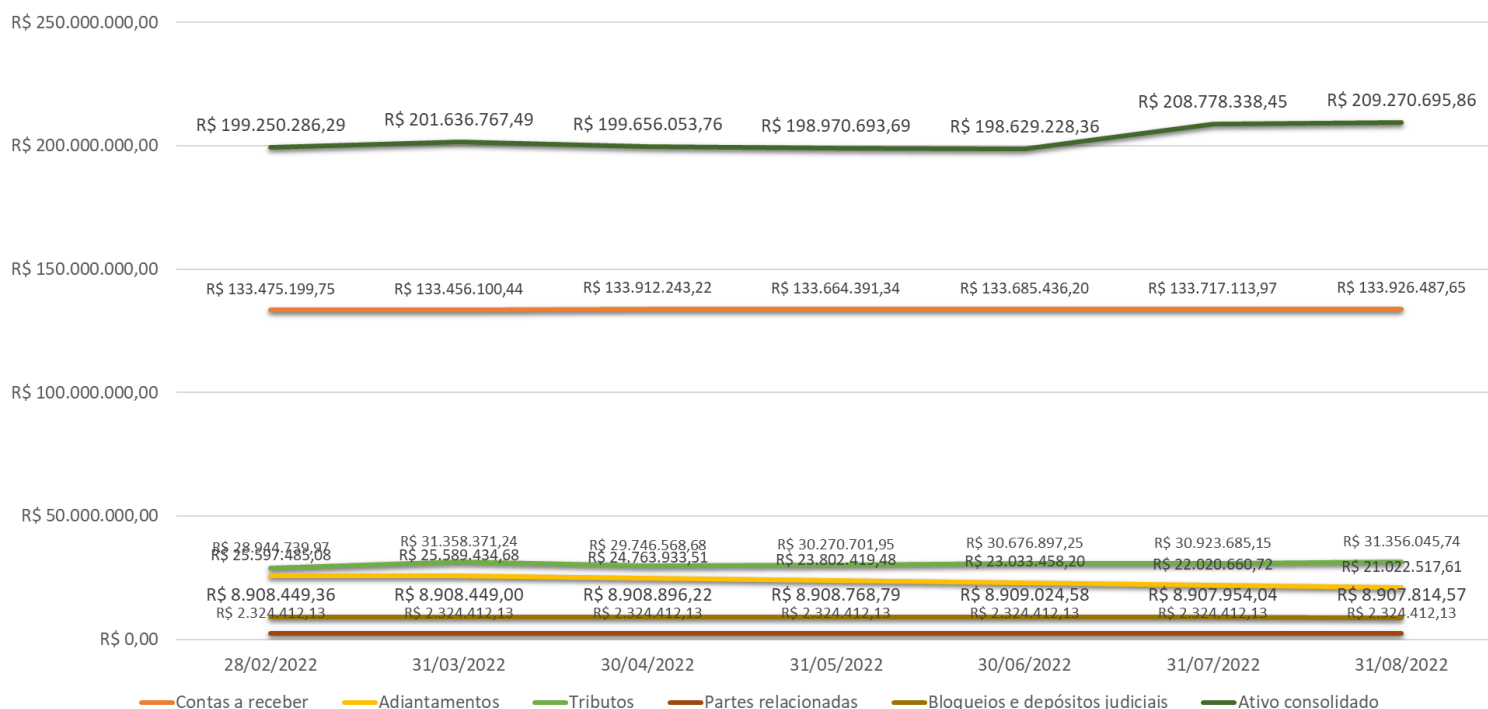 R$ 250.000.000,00
R$ 208.778.338,45 R$ 209.270.695,86
R$ 199.250.286,29 R$ 201.636.767,49 R$ 199.656.053,76 R$ 198.970.693,69 R$ 198.629.228,36
R$ 200.000.000,00
R$ 150.000.000,00
R$ 133.475.199,75 R$ 133.456.100,44 R$ 133.912.243,22 R$ 133.664.391,34 R$ 133.685.436,20 R$ 133.717.113,97 R$ 133.926.487,65
R$ 100.000.000,00
R$ 50.000.000,00
R$ 28.944.739,97 R$ 31.358.371,24 R$ 29.746.568,68 R$ 30.270.701,95 R$ 30.676.897,25 R$ 30.923.685,15 R$ 31.356.045,74
R$ 25.597.485,08 R$ 25.589.434,68 R$ 24.763.933,51 R$ 23.802.419,48 R$ 23.033.458,20 R$ 22.020.660,72 R$ 21.022.517,61
R$ 8.908.449,36 R$ 8.908.449,00 R$ 8.908.896,22 R$ 8.908.768,79 R$ 8.909.024,58 R$ 8.907.954,04 R$ 8.907.814,57
R$ 2.324.412,13 R$ 2.324.412,13 R$ 2.324.412,13 R$ 2.324.412,13 R$ 2.324.412,13 R$ 2.324.412,13 R$ 2.324.412,13
R$ 0,00
28/02/2022 31/03/2022 30/04/2022 31/05/2022 30/06/2022 31/07/2022 31/08/2022
Contas a receber Adiantamentos Tributos Partes relacionadas Bloqueios e depósitos judiciais Ativo consolidado